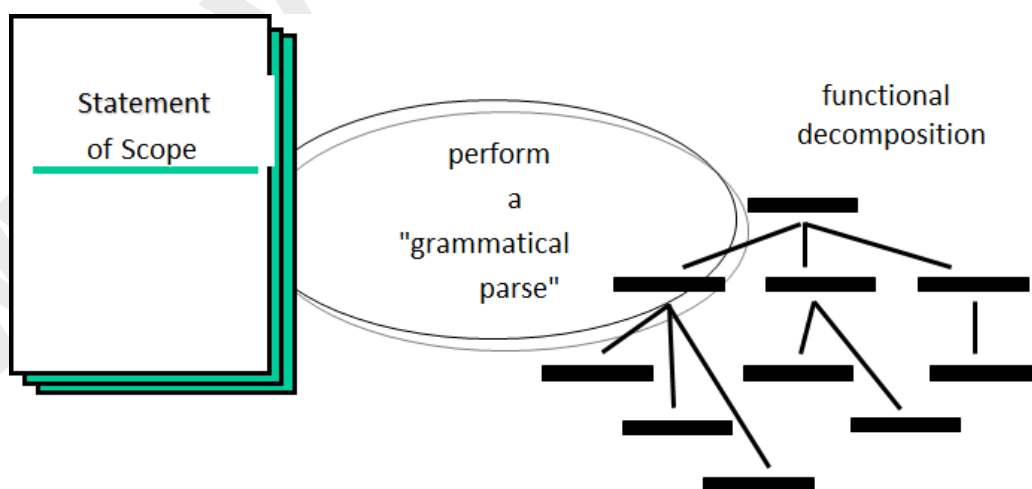 Statement
of Scope
perform
a
"grammatical
parse"
functional
decomposition